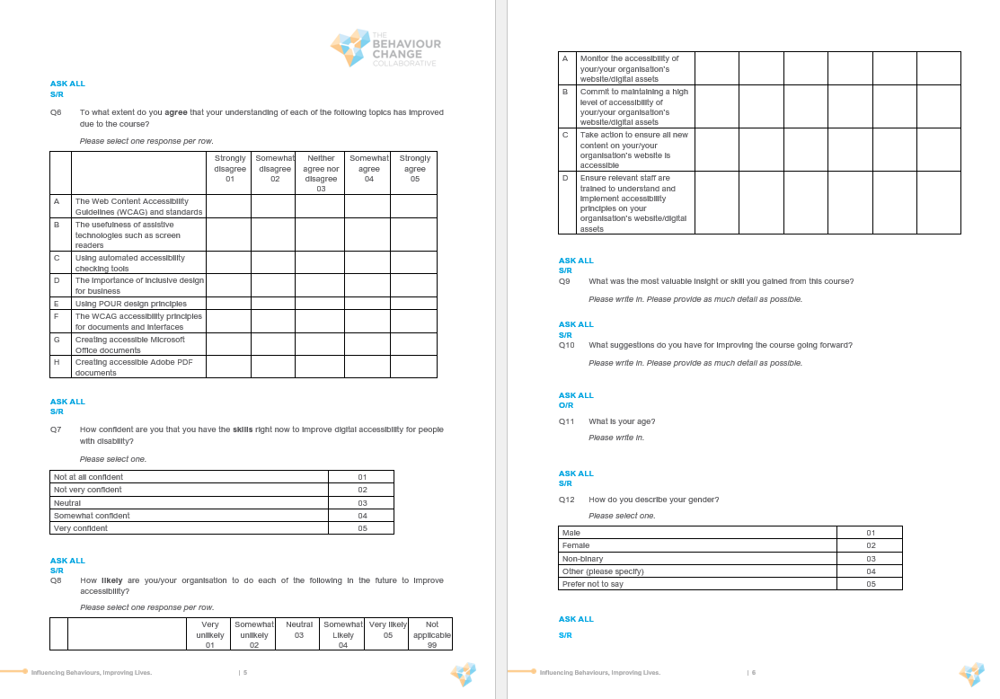 THE
BEHAVIOUR
CHANGE
COLLABORATIVE
ASK ALL
S/R
Q6 To what extent do you agree that your understanding of each of the following topics has improved
due to the course?
Please select one response per row.
Strongly disagree 01 Somewhat disagree 02 Neither agree nor disagree 03 Somewhat agree 04 Strongly agree 05
A The Web Content Accessibility
Guidelines (WCAG) and standards
B The usefulness of assistive
technologies such as screen
readers
C Using automated accessibility
checking tools
D The importance of inclusive design
for business
E Using POUR design principles
F The WCAG accessibility principles
for documents and interfaces
G Creating accessible Microsoft
Office documents
H Creating accessible Adobe PDF
documents
ASK ALL
S/R
Q7 How confident are you that you have the skills right now to improve digital accessibility for people
with disability?
Please select one.
Not at all confident 01
Not very confident 02
Neutral 03
Somewhat confident 04
Very confident 05
ASK ALL
S/R
Q8 How likely are you/your organisation to do each of the following in the future to improve
accessibility?
Please select one response per row.
Very unlikely 01 Somewhat unlikely 02 Neutral 03 Somewhat Likely 04 Very likely 05 Not applicable 99
Influencing Behaviours, Improving Lives. | 5
A Monitor the accessibility of
your/your organisation's
website/digital assets
B Commit to maintaining a high
level of accessibility of
your/your organisation's
website/digital assets
C Take action to ensure all new
content on your/your
organisation's website is
accessible
D Ensure relevant staff are
trained to understand and
implement accessibility
principles on your
organisation's website/digital
assets
ASK ALL
S/R
Q9 What was the most valuable insight or skill you gained from this course?
Please write in. Please provide as much detail as possible.
ASK ALL
S/R
Q10 What suggestions do you have for improving the course going forward?
Please write in. Please provide as much detail as possible.
ASK ALL
O/R
Q11 What is your age?
Please write in.
ASK ALL
S/R
Q12 How do you describe your gender?
Please select one.
Male 01
Female 02
Non-binary 03
Other (please specify) 04
Prefer not to say 05
ASK ALL
S/R
Influencing Behaviours, Improving Lives. | 6